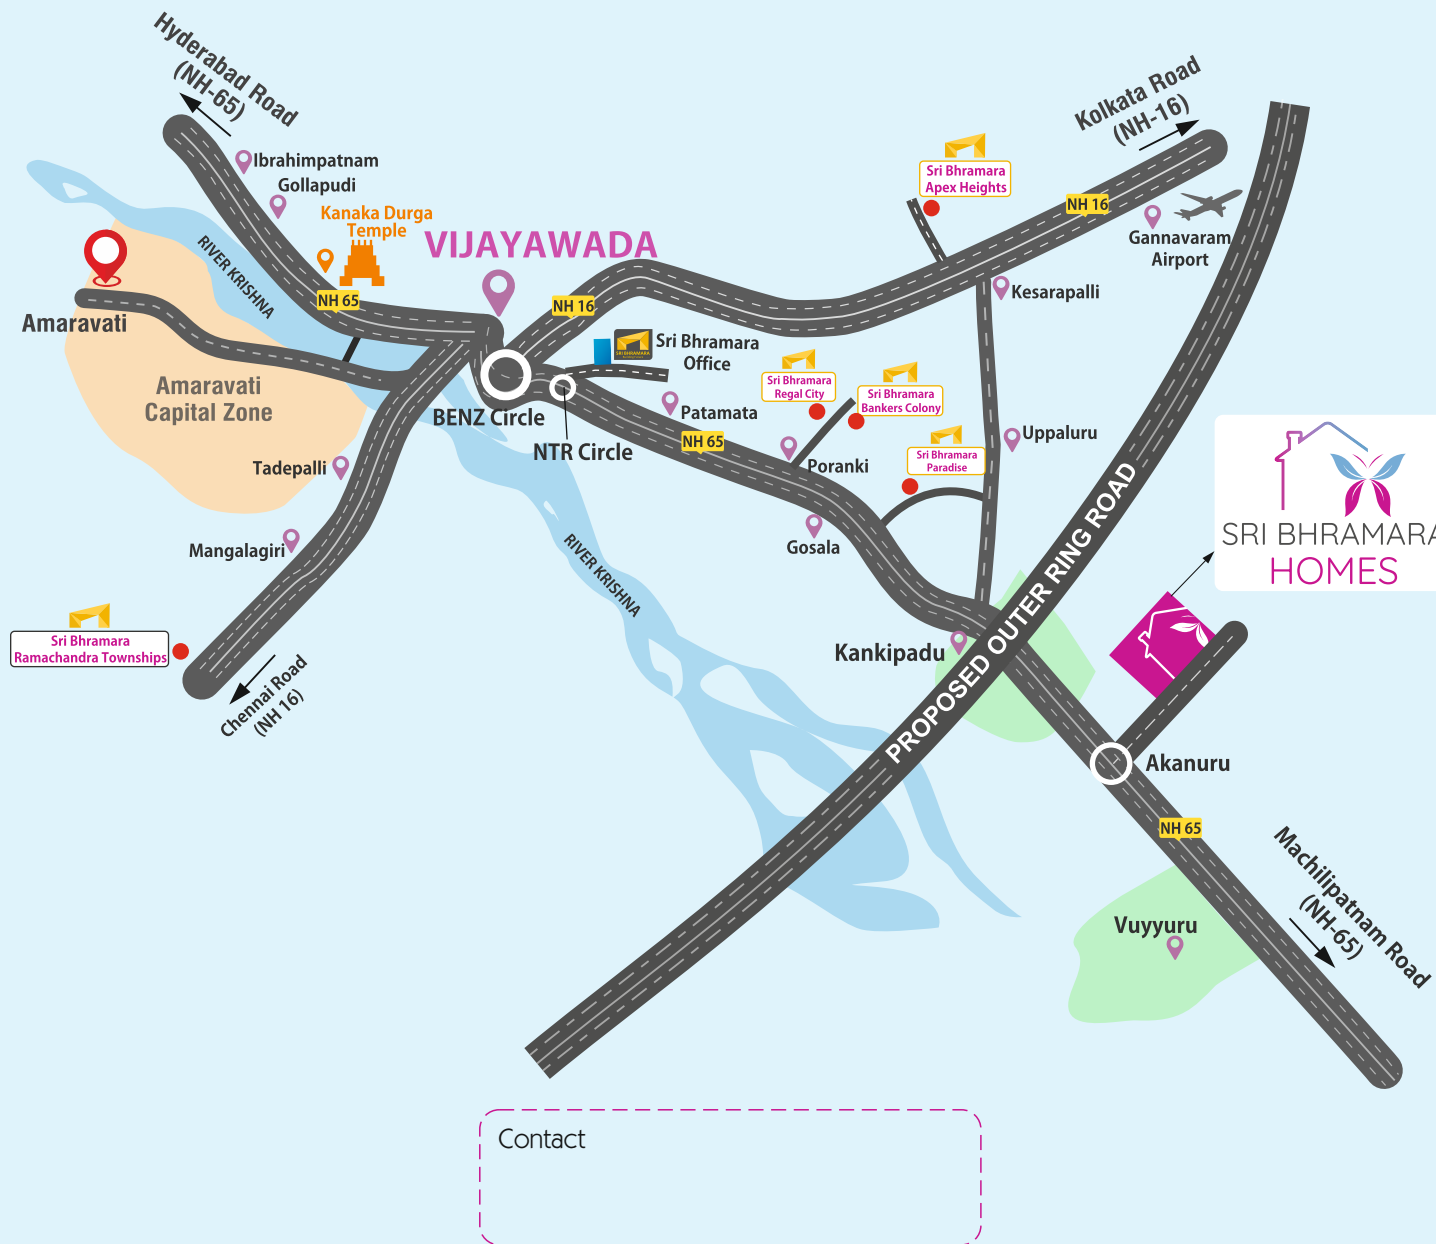 Hyderabad Road
(NH-65)
Kolkata Road
(NH-16)
Ibrahimpatnam
Gollapudi
Kanaka Durga
Temple
VIJAYAWADA
RIVER KRISHNA
NH 65
NH 16
Sri Bhramara
Apex Heights
NH 16
Gannavaram
Airport
Kesarapalli
Amaravati
Amaravati
Capital Zone
SRI BHRAMARA
Sri Bhramara
Office
Sri Bhramara
Regal City
Sri Bhramara
Bankers Colony
BENZ Circle
NTR Circle
Patamata
NH 65
Poranki
Sri Bhramara
Paradise
Uppaluru
Tadepalli
Mangalagiri
Gosala
RIVER KRISHNA
PROPOSED OUTER RING ROAD
SRI BHRAMARA
HOMES
Sri Bhramara
Ramachandra Townships
Chennai Road
(NH 16)
Kankipadu
Akanuru
NH 65
Machilipatnam Road
(NH-65)
Vuyyuru
Contact